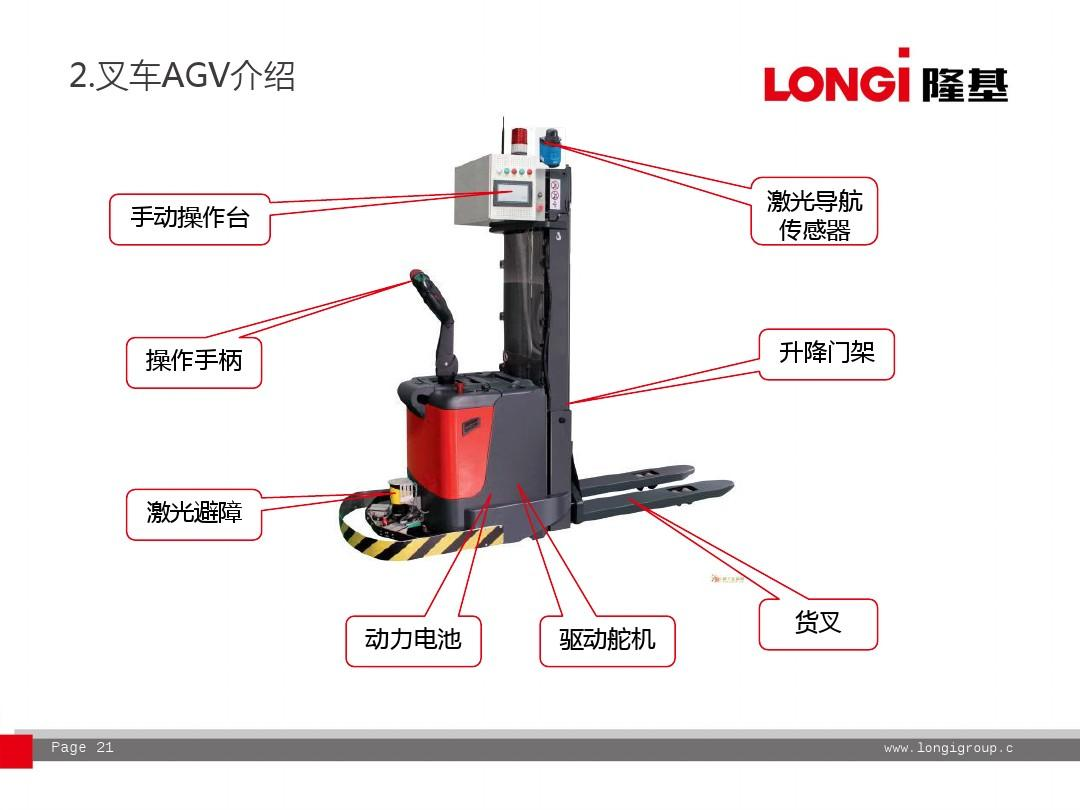 2.叉车AGV介绍
LONGi 隆基
手动操作台
激光导航
传感器
操作手柄
升降门架
激光避障
动力电池
驱动舵机
货叉
Page 21
www.longigroup.c